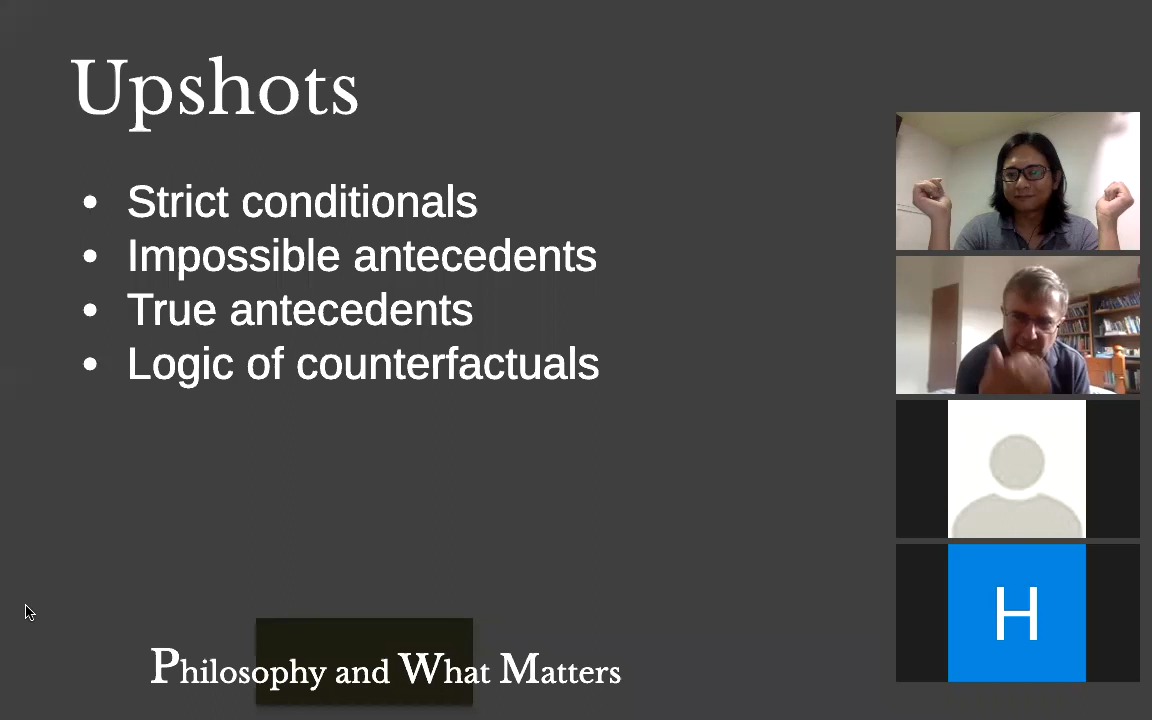 Upshots
• Strict conditionals
• Impossible antecedents
• True antecedents
• Logic of counterfactuals
H
Philosophy and What Matters